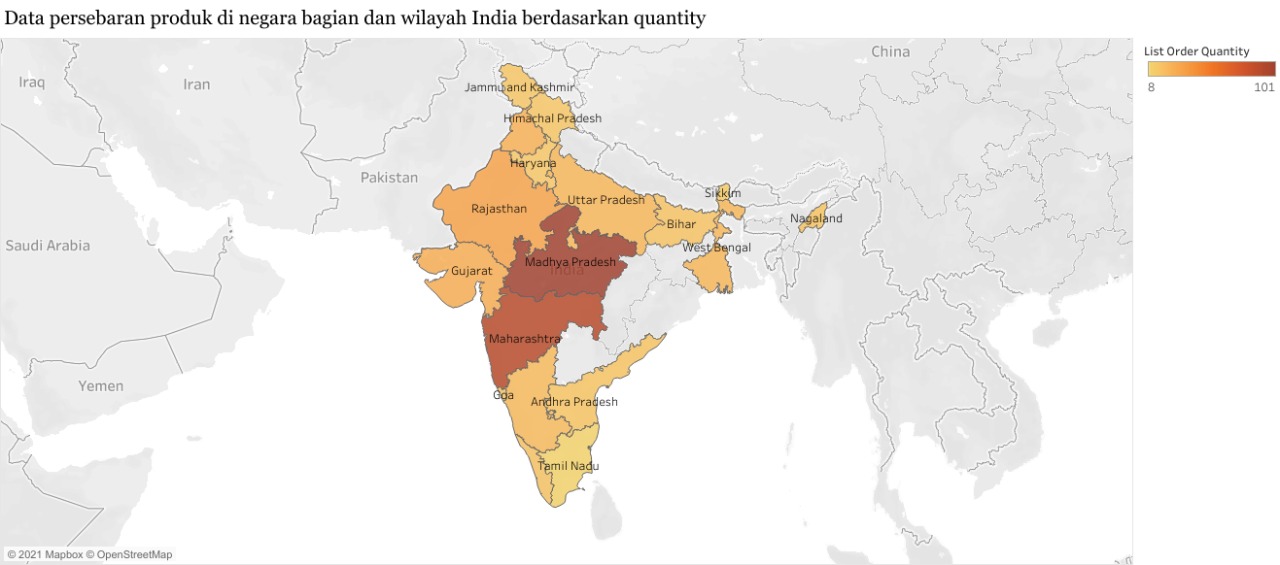 Data persebaran produk di negara bagian dan wilayah India berdasarkan quantity
List Order Quantity
8 101
China
Iraq
Iran
Jammu and Kashmir
Himachal Pradesh
Haryana
Pakistan
Sikkim
Uttar Pradesh
Rajasthan
Nagaland
Bihar
Saudi Arabia
West Bengal
Madhya Pradesh
India
Gujarat
Maharashtra
Yemen
Goa
Andhra Pradesh
Tamil Nadu
© 2021 Mapbox © OpenStreetMap